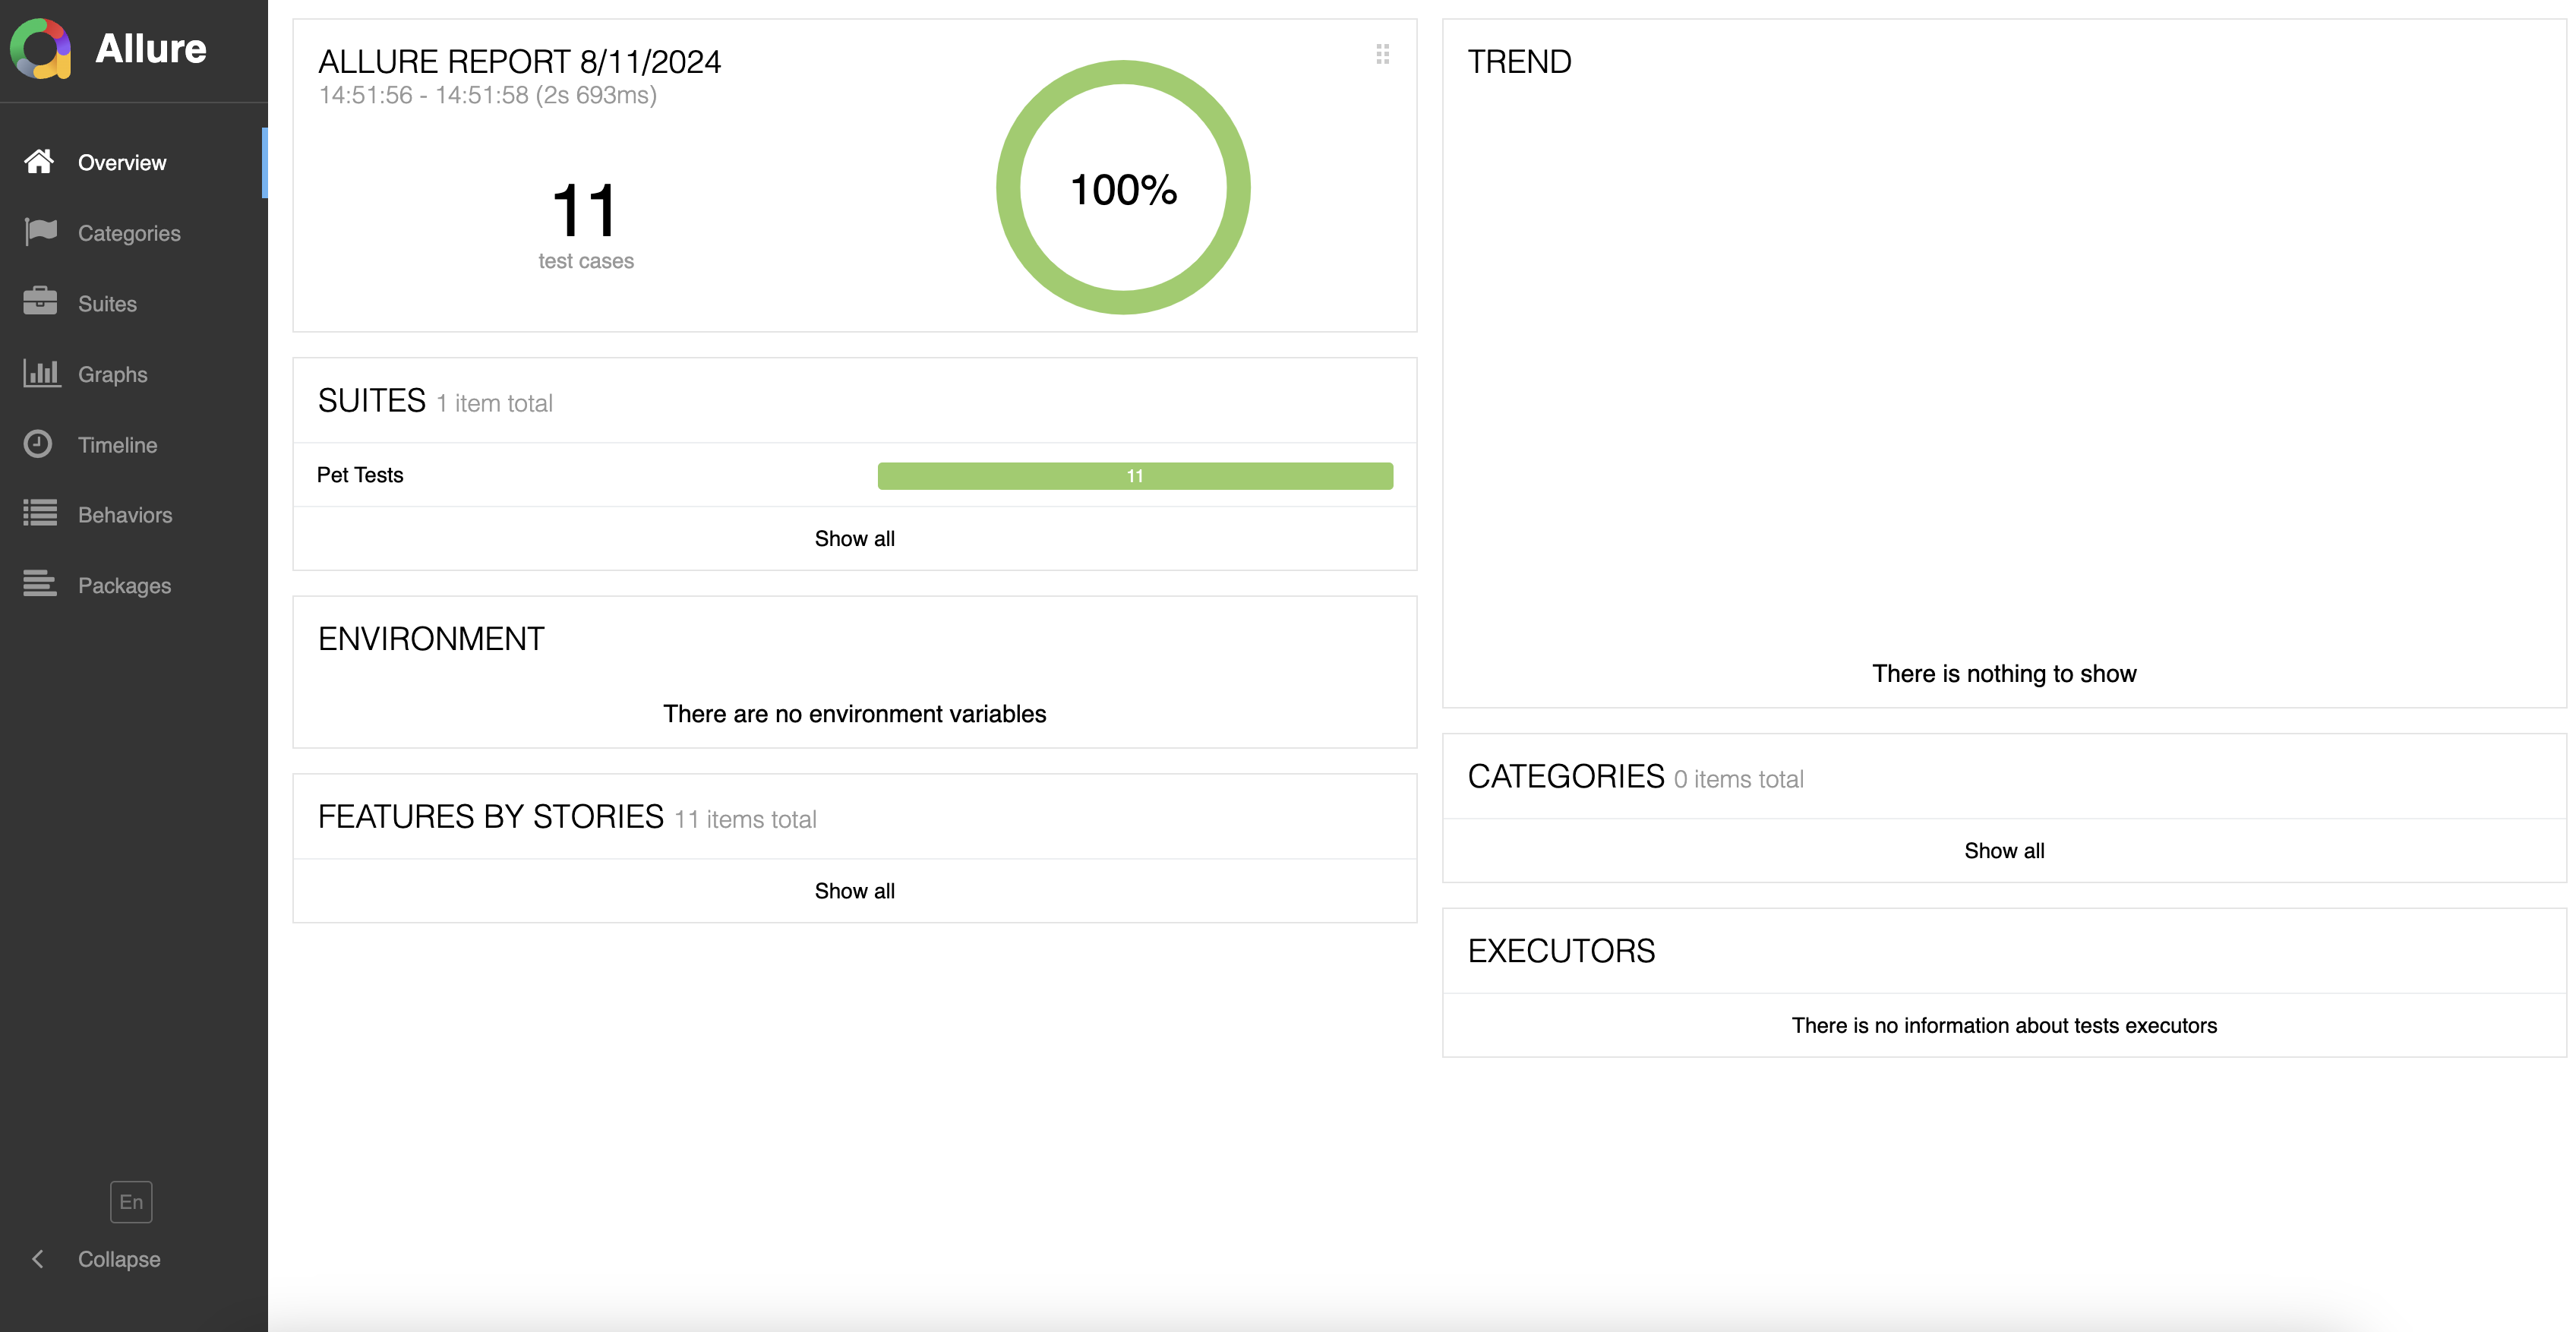 Allure
Overview
Categories
Suites
Graphs
Timeline
Behaviors
Packages
En
Collapse
ALLURE REPORT 8/11/2024
14:51:56 - 14:51:58 (2s 693ms)
11
test cases
100%
SUITES 1 item total
Pet Tests 11
Show all
ENVIRONMENT
There are no environment variables
FEATURES BY STORIES 11 items total
Show all
TREND
There is nothing to show
CATEGORIES 0 items total
Show all
EXECUTORS
There is no information about tests executors